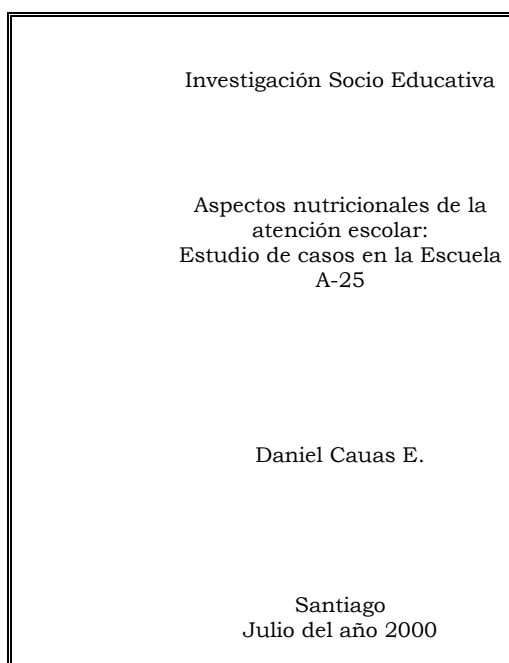 Investigación Socio Educativa
Aspectos nutricionales de la
atención escolar:
Estudio de casos en la Escuela
A-25
Daniel Cauas E.
Santiago
Julio del año 2000